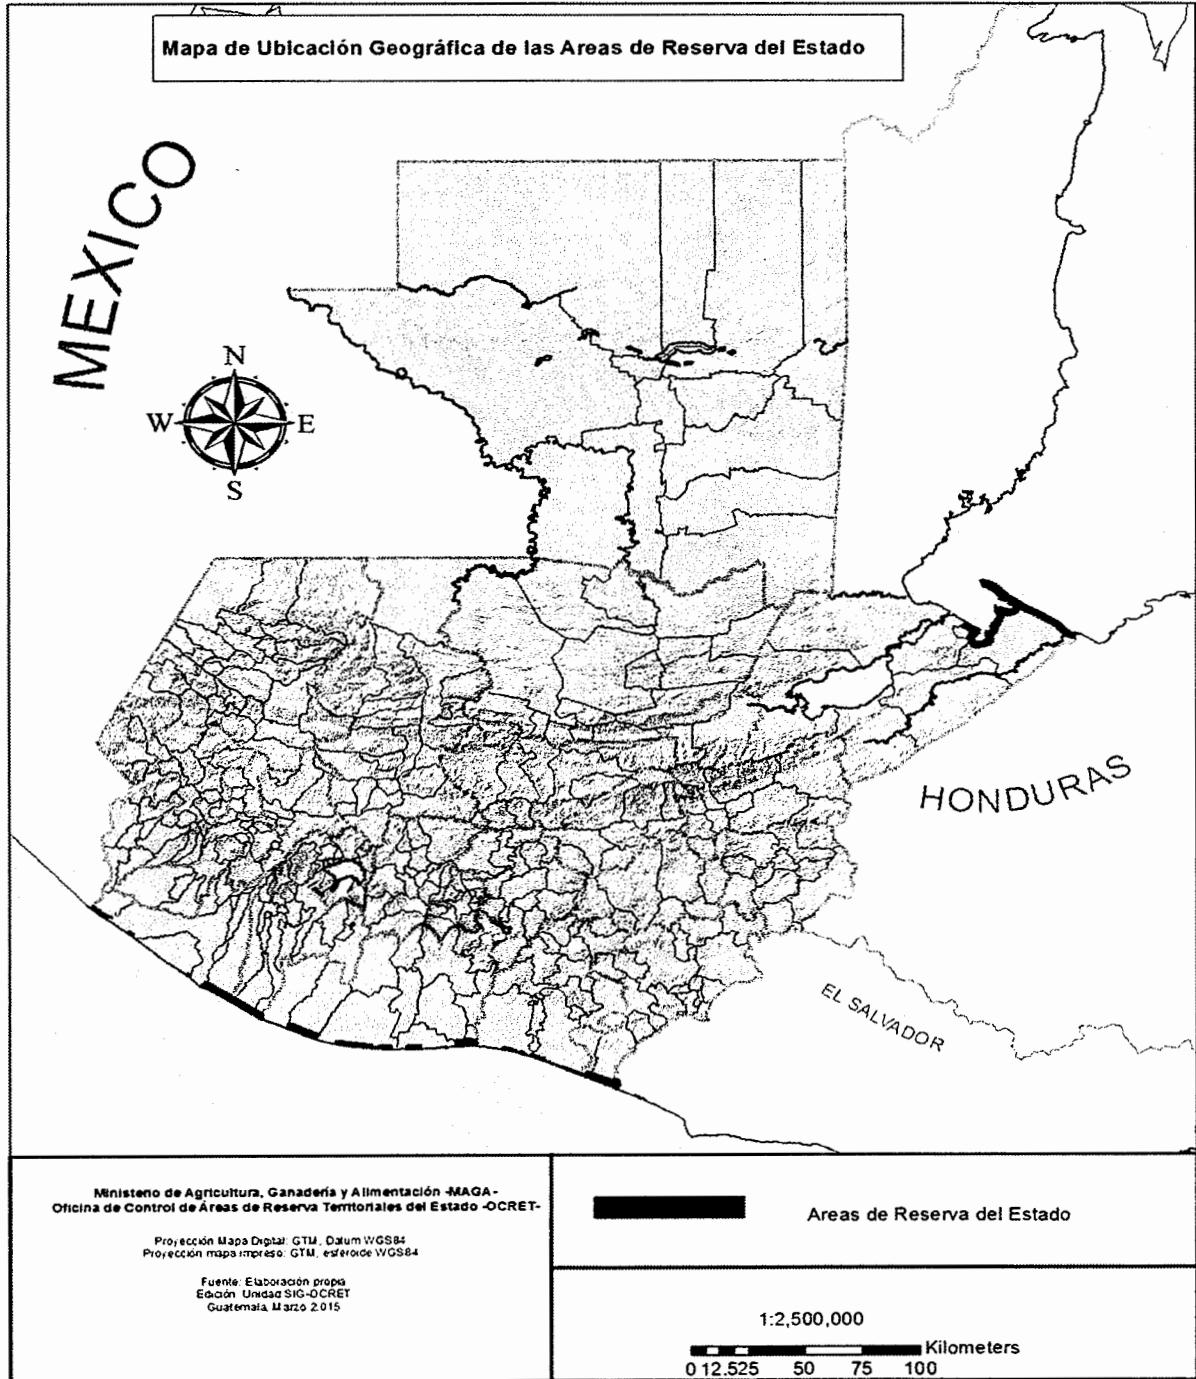 Mapa de Ubicación Geográfica de las Areas de Reserva del Estado
MEXICO
N
W E
S
HONDURAS
EL SALVADOR
Ministerio de Agricultura, Ganadería y Alimentación -MAGA-
Oficina de Control de Áreas de Reserva Territoriales del Estado -OCRET-
Proyección Mapa Digital: GTM, Datum WGS84
Proyección mapa impreso: GTM, esferoide WGS84
Fuente: Elaboración propia
Edición: Unidad SIG-OCRET
Guatemala, Marzo 2,015
Areas de Reserva del Estado
1:2,500,000
Kilometers
0 12.525 50 75 100